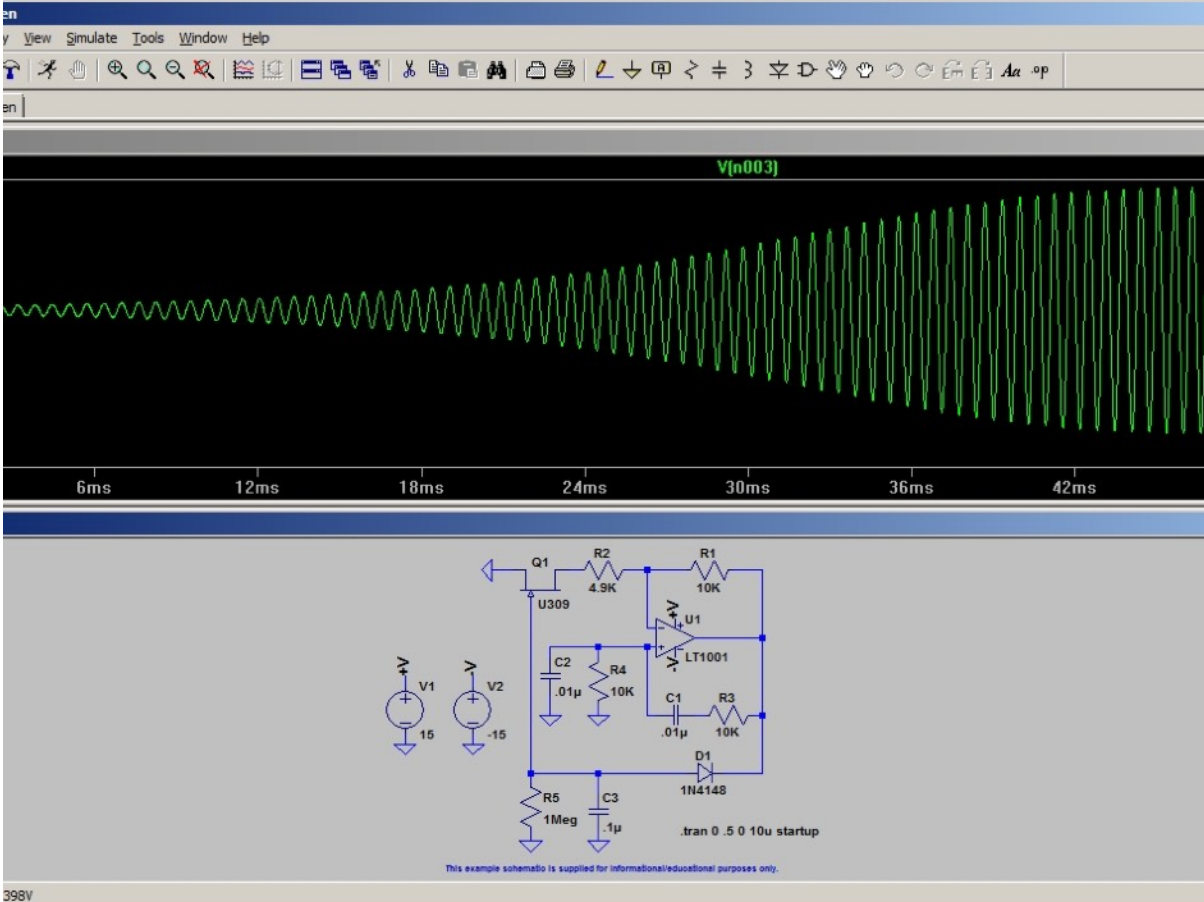 en
y View Simulate Tools Window Help
Aa .op
en
V(n003)
6ms 12ms 18ms 24ms 30ms 36ms 42ms
Q1 R2 R1
4.9K 10K
U309
+V U1
-V LT1001
C2 R4
.01µ 10K
C1 R3
.01µ 10K
+V -V
V1 V2
15 -15
D1
1N4148
R5 C3
1Meg .1µ
.tran 0 .5 0 10u startup
This example schematic is supplied for informational/educational purposes only.
398V